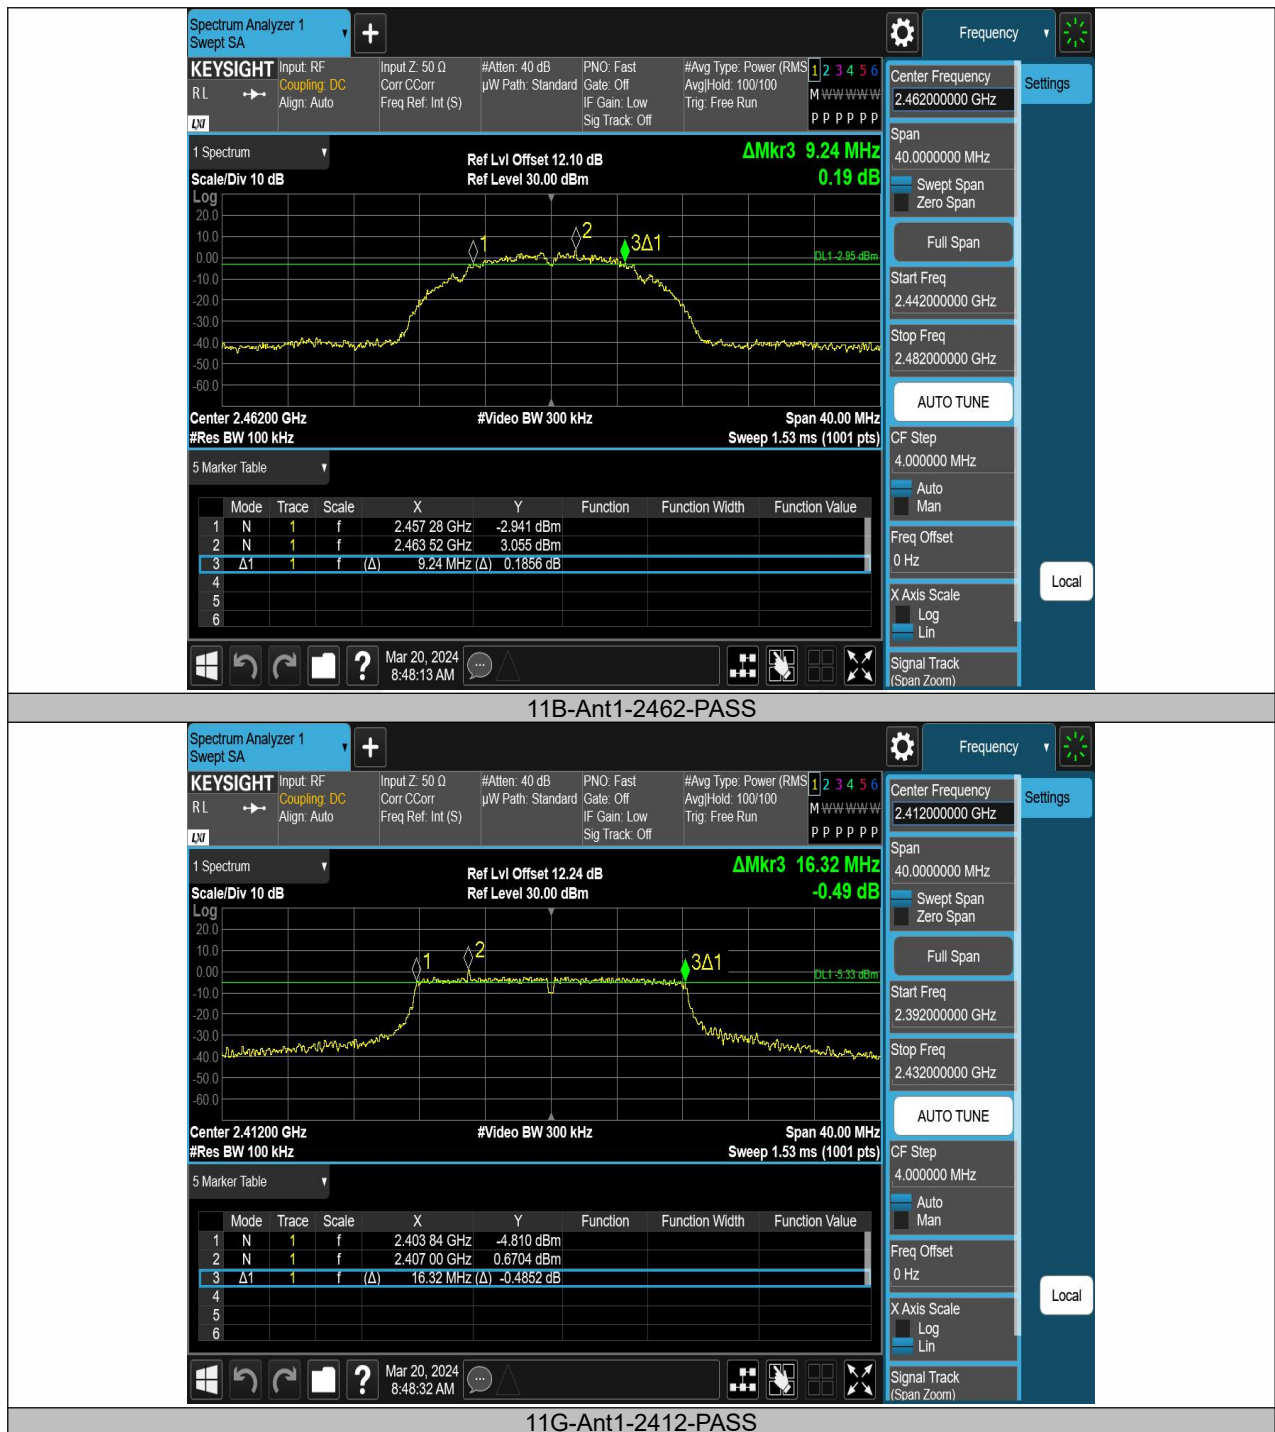 Spectrum Analyzer 1
Swept SA
+
Frequency
KEYSIGHT
RL
LXI
Input: RF
Coupling: DC
Align: Auto
Input Z: 50 Ω
Corr CCorr
Freq Ref: Int (S)
#Atten: 40 dB
µW Path: Standard
PNO: Fast
Gate: Off
IF Gain: Low
Sig Track: Off
#Avg Type: Power (RMS
Avg|Hold: 100/100
Trig: Free Run
1 2 3 4 5 6
M W W W W W
P P P P P P
1 Spectrum
Scale/Div 10 dB
Ref Lvl Offset 12.10 dB
Ref Level 30.00 dBm
ΔMkr3 9.24 MHz
0.19 dB
Log
20.0
10.0
0.00
-10.0
-20.0
-30.0
-40.0
-50.0
-60.0
1
2
3Δ1
DL1 -2.95 dBm
Center 2.46200 GHz
#Video BW 300 kHz
Span 40.00 MHz
#Res BW 100 kHz
Sweep 1.53 ms (1001 pts)
5 Marker Table
Mode Trace Scale X Y Function Function Width Function Value
1 N 1 f 2.457 28 GHz -2.941 dBm
2 N 1 f 2.463 52 GHz 3.055 dBm
3 Δ1 1 f (Δ) 9.24 MHz (Δ) 0.1856 dB
4
5
6
?
Mar 20, 2024
8:48:13 AM
Center Frequency
2.462000000 GHz
Settings
Span
40.0000000 MHz
Swept Span
Zero Span
Full Span
Start Freq
2.442000000 GHz
Stop Freq
2.482000000 GHz
AUTO TUNE
CF Step
4.000000 MHz
Auto
Man
Freq Offset
0 Hz
Local
X Axis Scale
Log
Lin
Signal Track
(Span Zoom)
11B-Ant1-2462-PASS
Spectrum Analyzer 1
Swept SA
+
Frequency
KEYSIGHT
RL
LXI
Input: RF
Coupling: DC
Align: Auto
Input Z: 50 Ω
Corr CCorr
Freq Ref: Int (S)
#Atten: 40 dB
µW Path: Standard
PNO: Fast
Gate: Off
IF Gain: Low
Sig Track: Off
#Avg Type: Power (RMS
Avg|Hold: 100/100
Trig: Free Run
1 2 3 4 5 6
M W W W W W
P P P P P P
1 Spectrum
Scale/Div 10 dB
Ref Lvl Offset 12.24 dB
Ref Level 30.00 dBm
ΔMkr3 16.32 MHz
-0.49 dB
Log
20.0
10.0
0.00
-10.0
-20.0
-30.0
-40.0
-50.0
-60.0
1
2
3Δ1
DL1 -5.33 dBm
Center 2.41200 GHz
#Video BW 300 kHz
Span 40.00 MHz
#Res BW 100 kHz
Sweep 1.53 ms (1001 pts)
5 Marker Table
Mode Trace Scale X Y Function Function Width Function Value
1 N 1 f 2.403 84 GHz -4.810 dBm
2 N 1 f 2.407 00 GHz 0.6704 dBm
3 Δ1 1 f (Δ) 16.32 MHz (Δ) -0.4852 dB
4
5
6
?
Mar 20, 2024
8:48:32 AM
Center Frequency
2.412000000 GHz
Settings
Span
40.0000000 MHz
Swept Span
Zero Span
Full Span
Start Freq
2.392000000 GHz
Stop Freq
2.432000000 GHz
AUTO TUNE
CF Step
4.000000 MHz
Auto
Man
Freq Offset
0 Hz
Local
X Axis Scale
Log
Lin
Signal Track
(Span Zoom)
11G-Ant1-2412-PASS